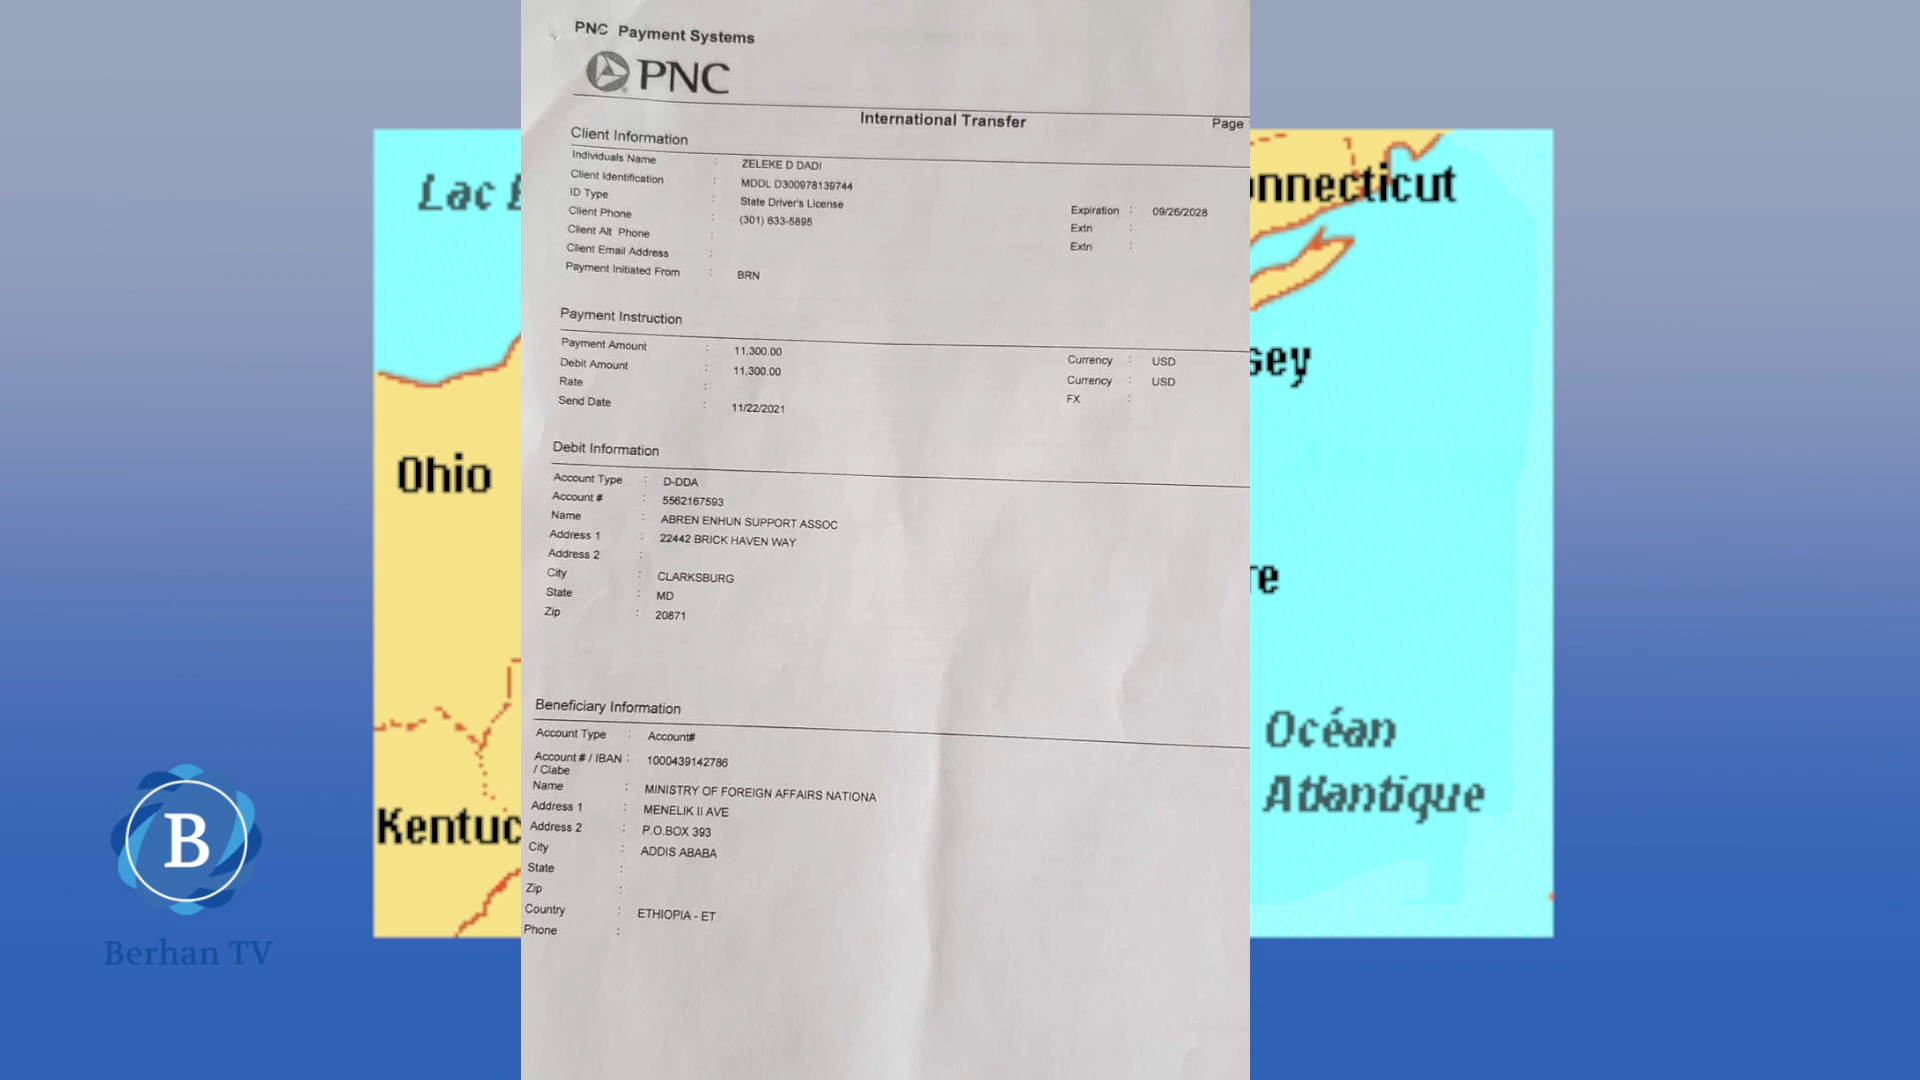 PNC Payment Systems
PNC
International Transfer
Page
Client Information
Individuals Name : ZELEKE D DADI
Client Identification : MDDL D300978139744
ID Type : State Driver's License Expiration : 09/26/2028
Client Phone : (301) 633-5895 Extn :
Client Alt Phone : Extn :
Client Email Address :
Payment Initiated From : BRN
Payment Instruction
Payment Amount : 11,300.00 Currency : USD
Debit Amount : 11,300.00 Currency : USD
Rate : FX :
Send Date : 11/22/2021
Debit Information
Account Type : D-DDA
Account # : 5562167593
Name : ABREN ENHUN SUPPORT ASSOC
Address 1 : 22442 BRICK HAVEN WAY
Address 2 :
City : CLARKSBURG
State : MD
Zip : 20871
Beneficiary Information
Account Type : Account#
Account # / IBAN : 1000439142786
/ Clabe
Name : MINISTRY OF FOREIGN AFFAIRS NATIONA
Address 1 : MENELIK II AVE
Address 2 : P.O.BOX 393
City : ADDIS ABABA
State :
Zip :
Country : ETHIOPIA - ET
Phone :
Lac
Ohio
Kentuc
onnecticut
sey
re
Océan
Atlantique
B
Berhan TV